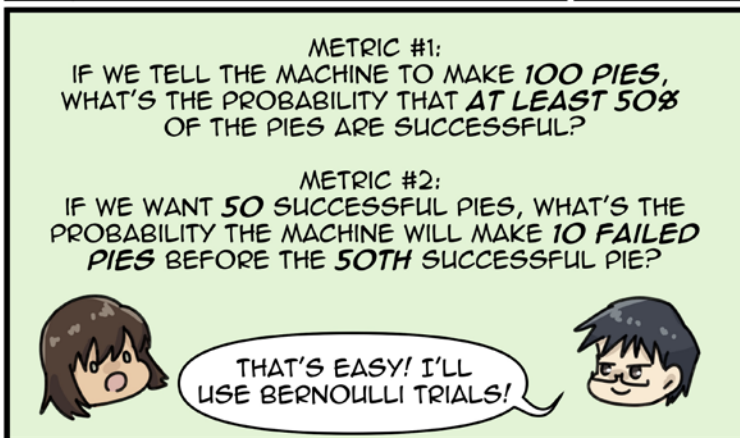 METRIC #1:
IF WE TELL THE MACHINE TO MAKE 100 PIES,
WHAT'S THE PROBABILITY THAT AT LEAST 50%
OF THE PIES ARE SUCCESSFUL?
METRIC #2:
IF WE WANT 50 SUCCESSFUL PIES, WHAT'S THE
PROBABILITY THE MACHINE WILL MAKE 10 FAILED
PIES BEFORE THE 50TH SUCCESSFUL PIE?
THAT'S EASY! I'LL
USE BERNOULLI TRIALS!